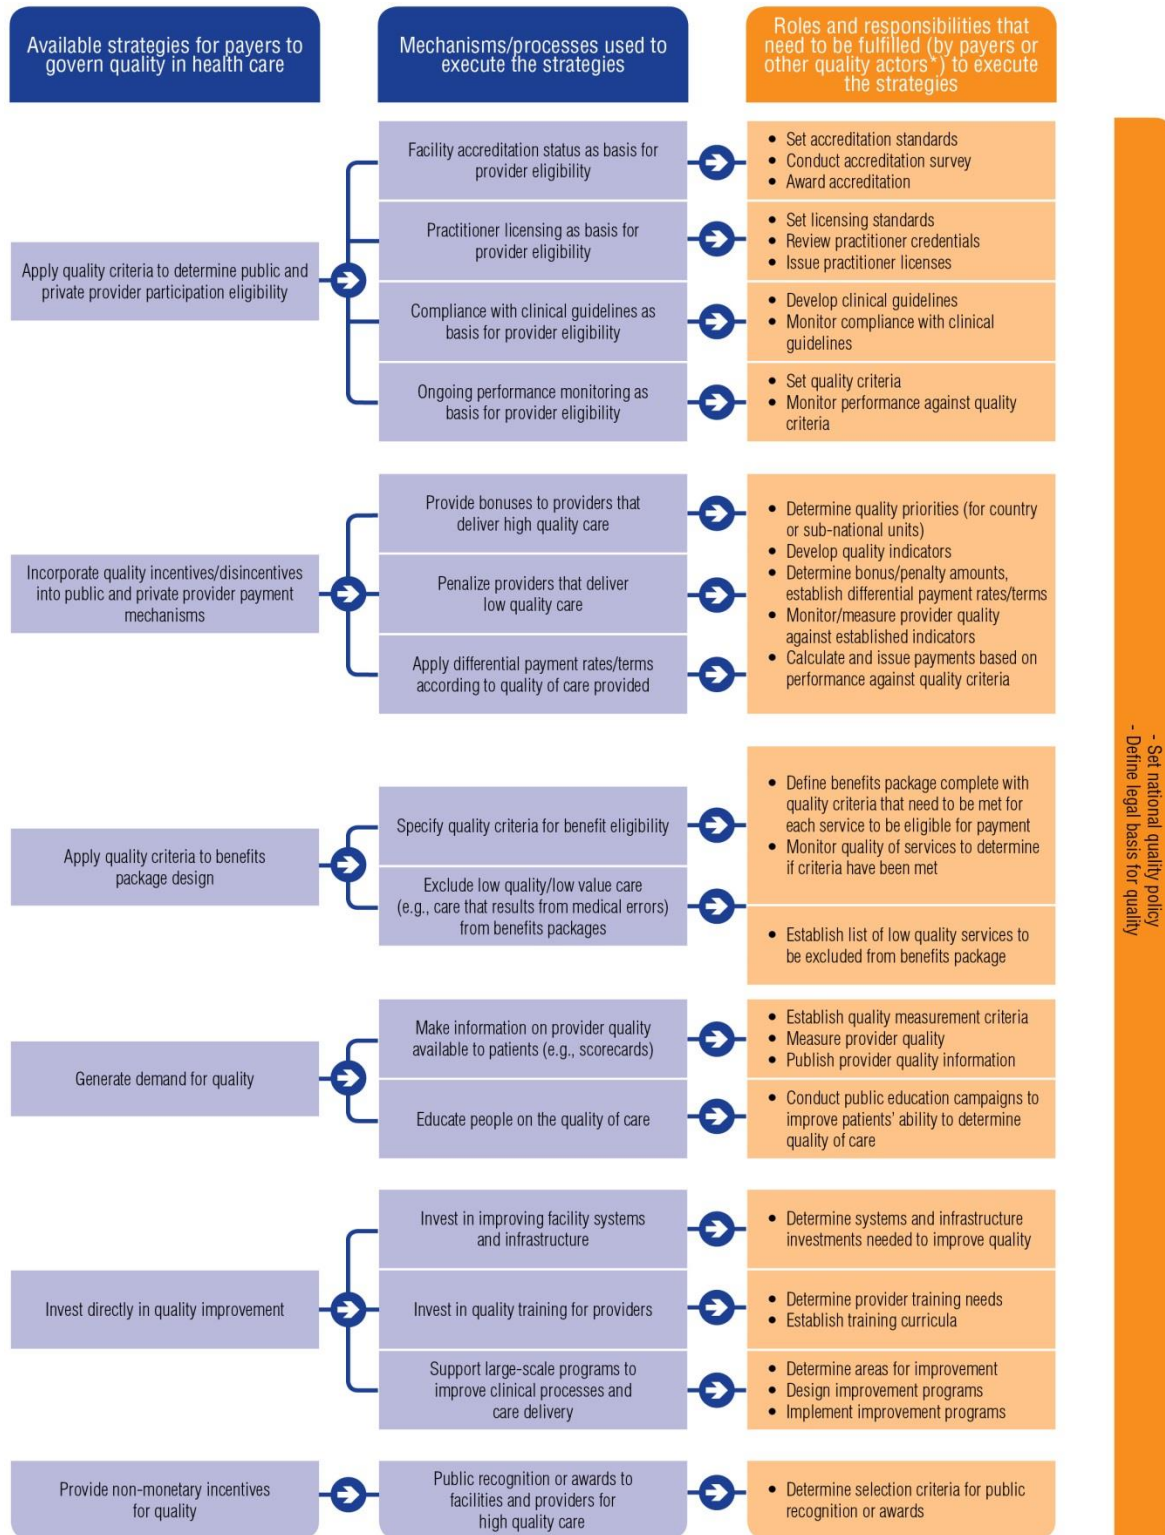 Available strategies for payers to
govern quality in health care
Mechanisms/processes used to
execute the strategies
Roles and responsibilities that
need to be fulfilled (by payers or
other quality actors*) to execute
the strategies
Apply quality criteria to determine public and
private provider participation eligibility
Facility accreditation status as basis for
provider eligibility
• Set accreditation standards
• Conduct accreditation survey
• Award accreditation
Practitioner licensing as basis for
provider eligibility
• Set licensing standards
• Review practitioner credentials
• Issue practitioner licenses
Compliance with clinical guidelines as
basis for provider eligibility
• Develop clinical guidelines
• Monitor compliance with clinical
guidelines
Ongoing performance monitoring as
basis for provider eligibility
• Set quality criteria
• Monitor performance against quality
criteria
Incorporate quality incentives/disincentives
into public and private provider payment
mechanisms
Provide bonuses to providers that
deliver high quality care
Penalize providers that deliver
low quality care
Apply differential payment rates/terms
according to quality of care provided
• Determine quality priorities (for country
or sub-national units)
• Develop quality indicators
• Determine bonus/penalty amounts,
establish differential payment rates/terms
• Monitor/measure provider quality
against established indicators
• Calculate and issue payments based on
performance against quality criteria
Apply quality criteria to benefits
package design
Specify quality criteria for benefit eligibility
Exclude low quality/low value care
(e.g., care that results from medical errors)
from benefits packages
• Define benefits package complete with
quality criteria that need to be met for
each service to be eligible for payment
• Monitor quality of services to determine
if criteria have been met
• Establish list of low quality services to
be excluded from benefits package
Generate demand for quality
Make information on provider quality
available to patients (e.g., scorecards)
• Establish quality measurement criteria
• Measure provider quality
• Publish provider quality information
Educate people on the quality of care
• Conduct public education campaigns to
improve patients' ability to determine
quality of care
Invest directly in quality improvement
Invest in improving facility systems
and infrastructure
• Determine systems and infrastructure
investments needed to improve quality
Invest in quality training for providers
• Determine provider training needs
• Establish training curricula
Support large-scale programs to
improve clinical processes and
care delivery
• Determine areas for improvement
• Design improvement programs
• Implement improvement programs
Provide non-monetary incentives
for quality
Public recognition or awards to
facilities and providers for
high quality care
• Determine selection criteria for public
recognition or awards
- Set national quality policy
- Define legal basis for quality